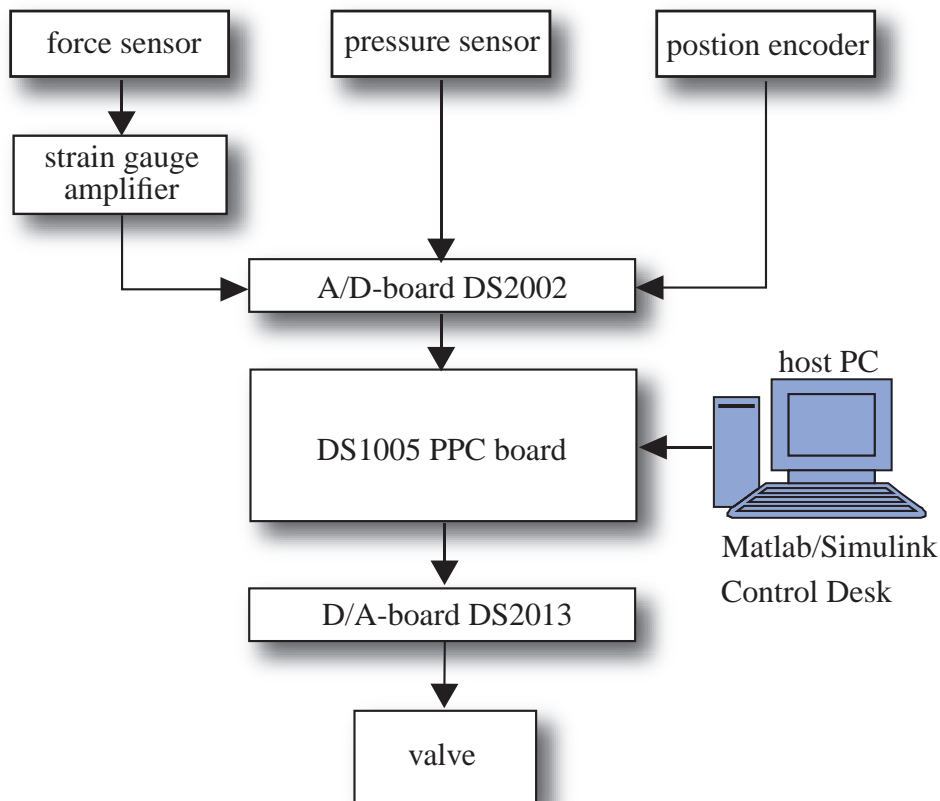 force sensor
pressure sensor
postion encoder
strain gauge
amplifier
A/D-board DS2002
host PC
DS1005 PPC board
Matlab/Simulink
Control Desk
D/A-board DS2013
valve